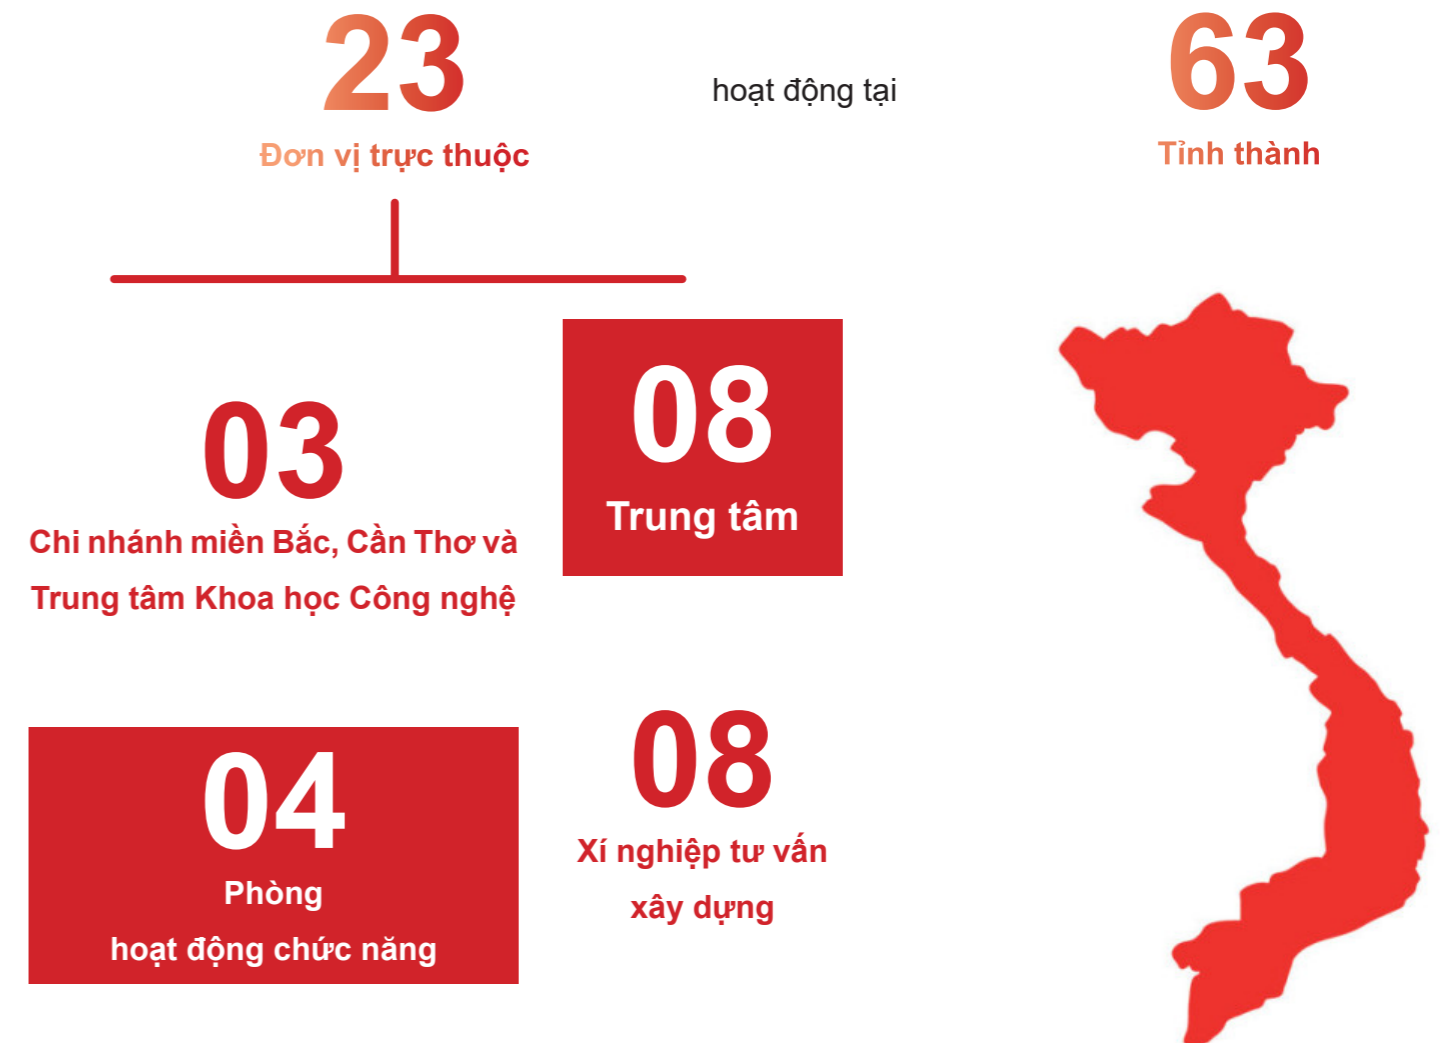 23
Đơn vị trực thuộc
hoạt động tại
63
Tỉnh thành
03
Chi nhánh miền Bắc, Cần Thơ và
Trung tâm Khoa học Công nghệ
08
Trung tâm
04
Phòng
hoạt động chức năng
08
Xí nghiệp tư vấn
xây dựng